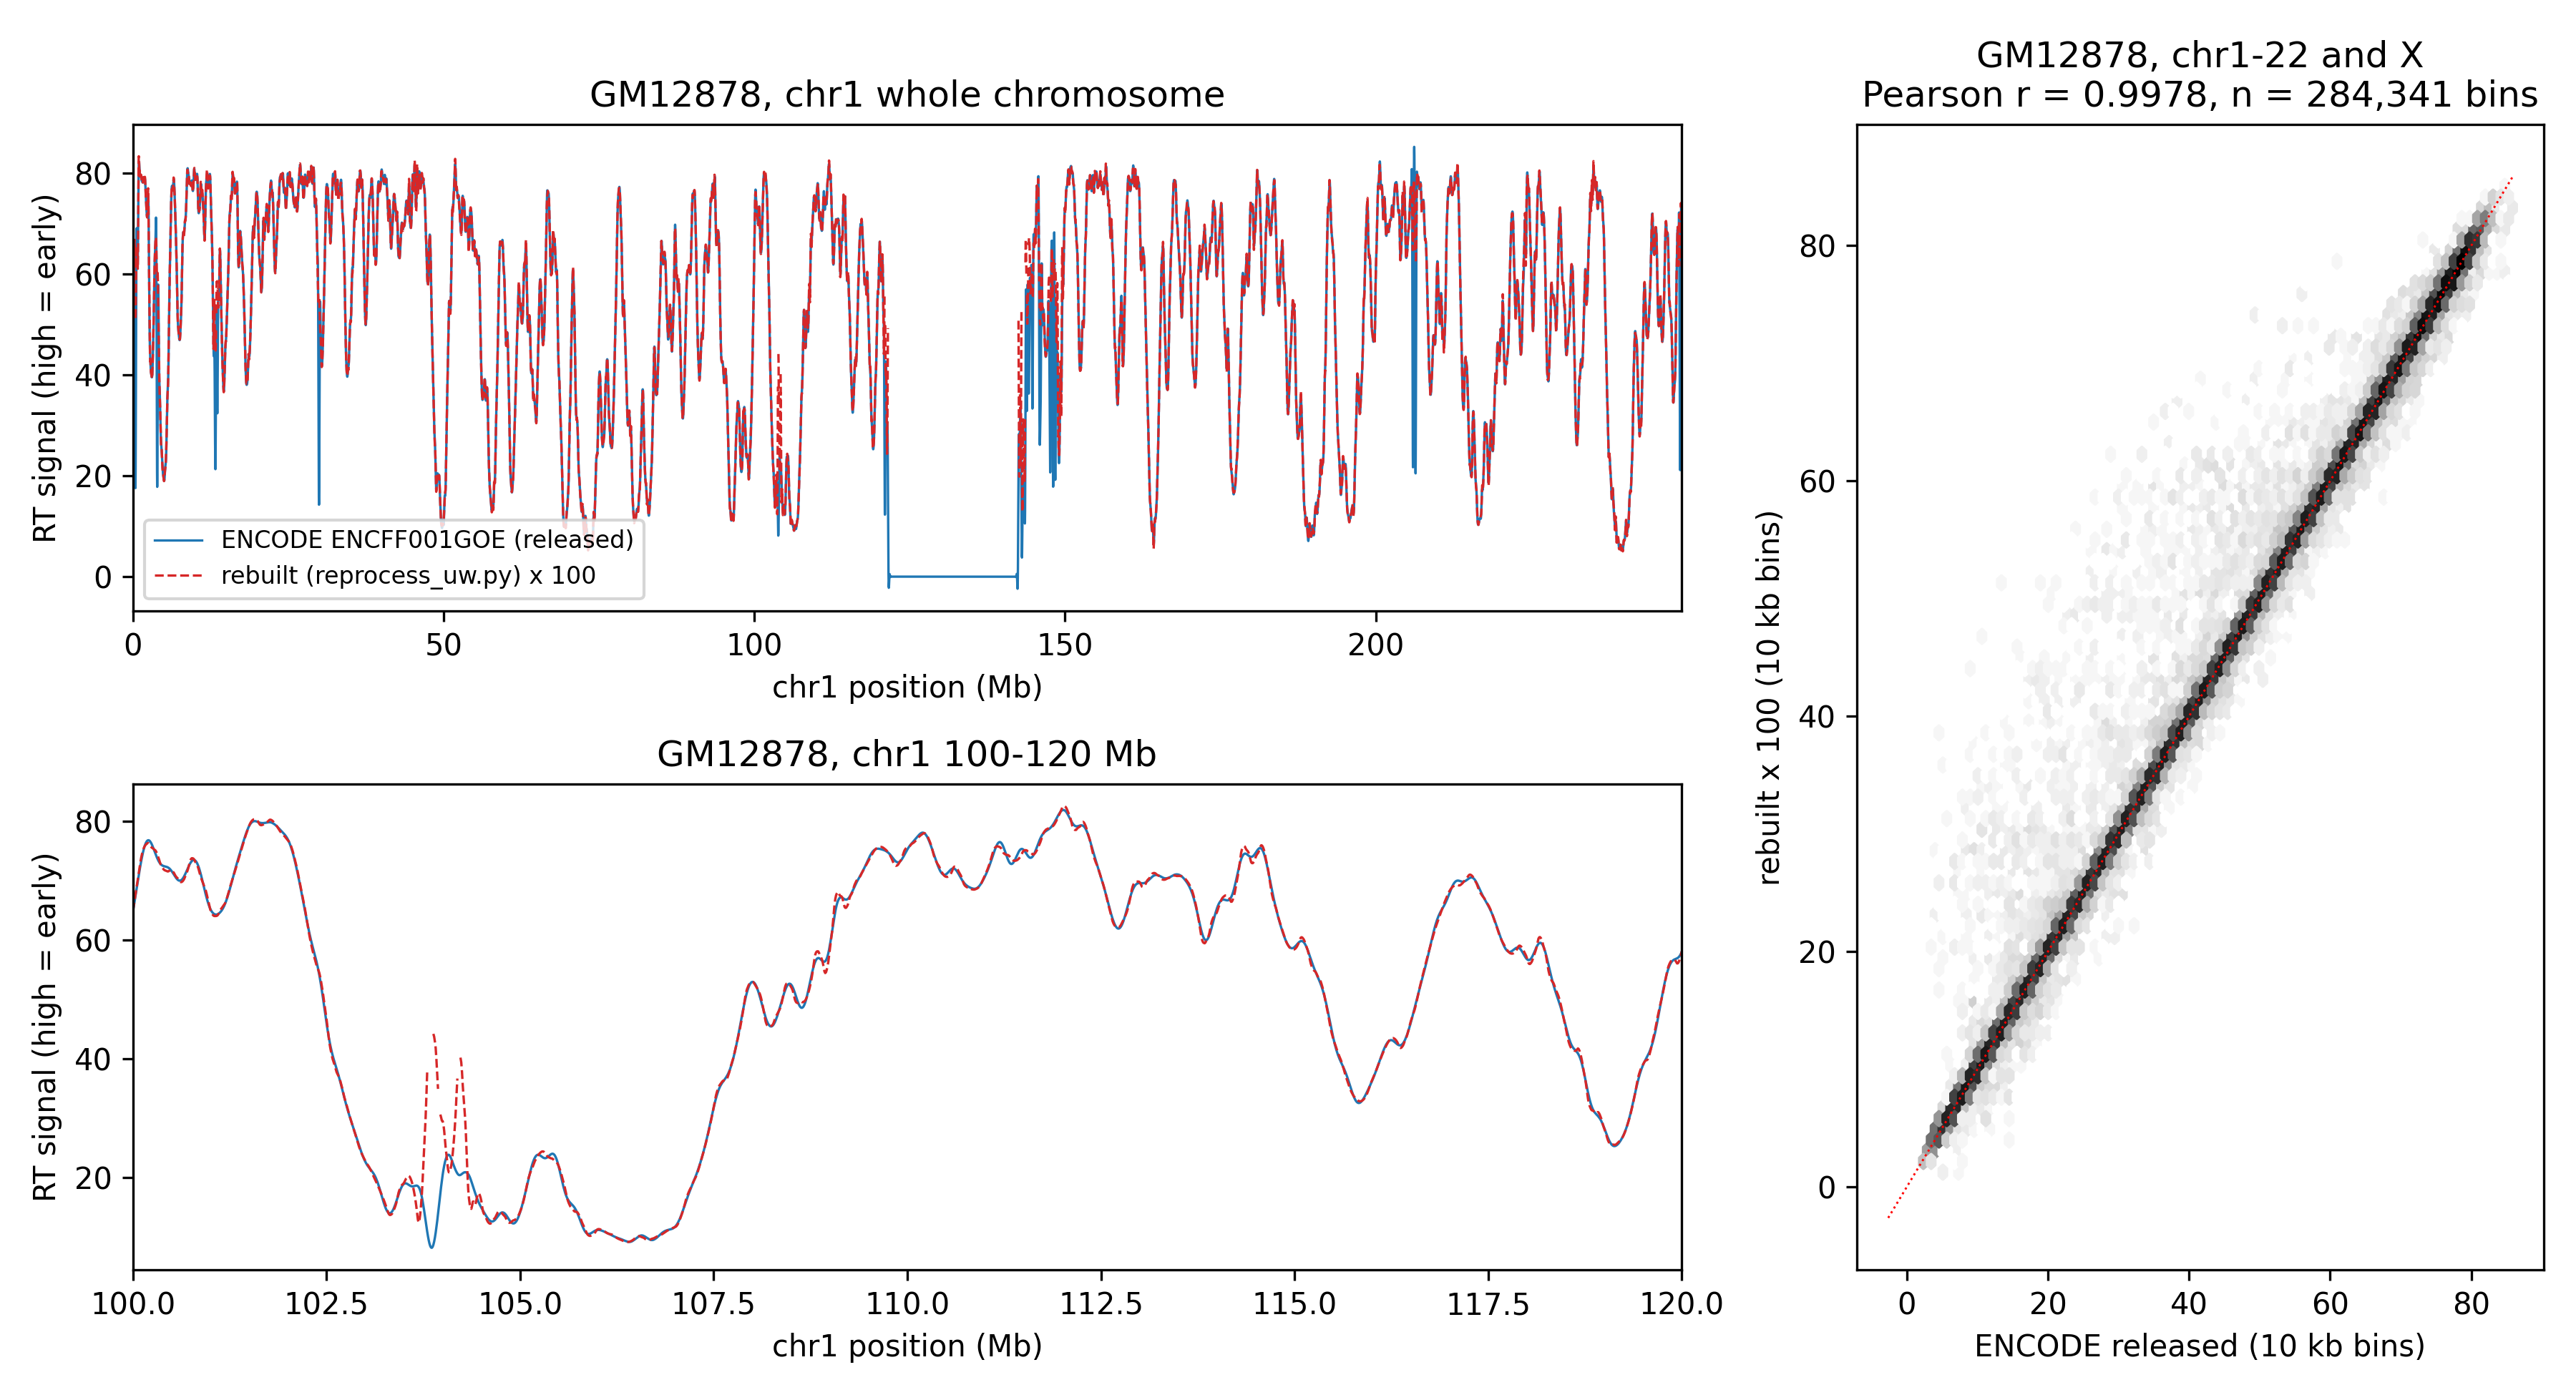 GM12878, chr1 whole chromosome
RT signal (high = early)
80
60
40
20
0
ENCODE ENCFF001GOE (released)
rebuilt (reprocess_uw.py) x 100
0
50
100
150
200
chr1 position (Mb)
GM12878, chr1 100-120 Mb
RT signal (high = early)
80
60
40
20
100.0
102.5
105.0
107.5
110.0
112.5
115.0
117.5
120.0
chr1 position (Mb)
GM12878, chr1-22 and X
Pearson r = 0.9978, n = 284,341 bins
rebuilt x 100 (10 kb bins)
80
60
40
20
0
0
20
40
60
80
ENCODE released (10 kb bins)